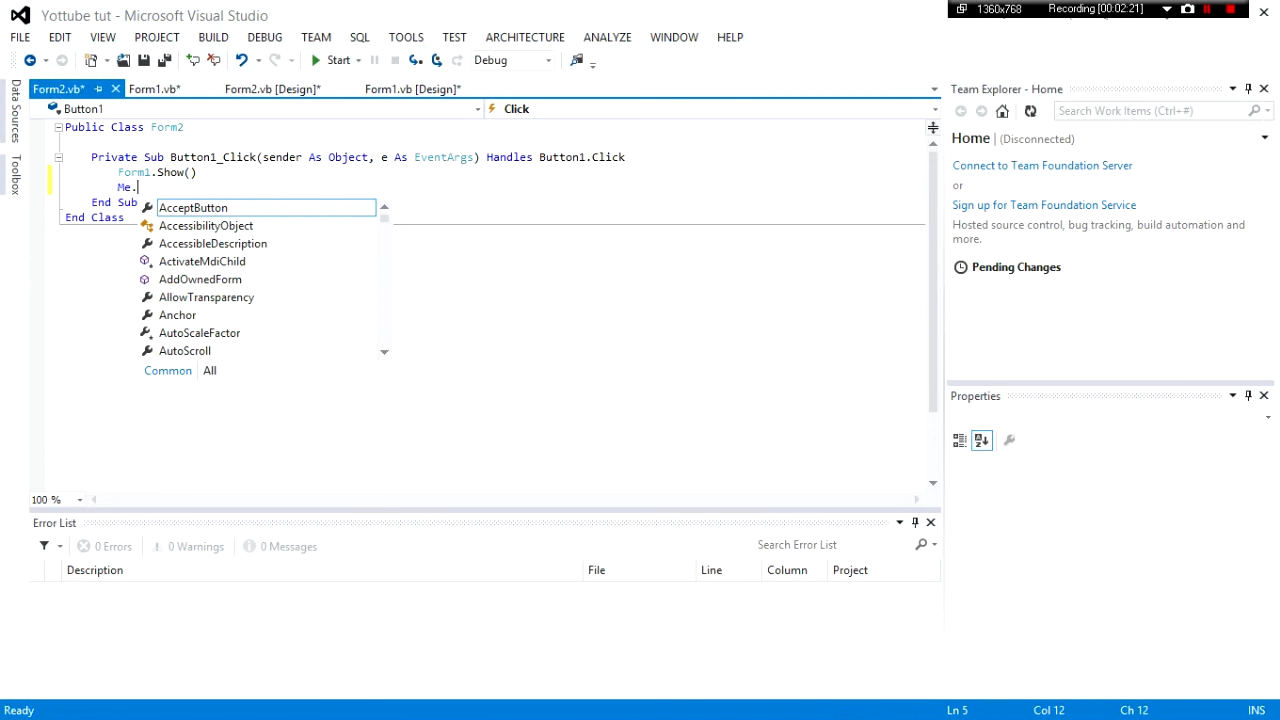 Yottube tut - Microsoft Visual Studio
1360x768
Recording [00:02:21]
FILE EDIT VIEW PROJECT BUILD DEBUG TEAM SQL TOOLS TEST ARCHITECTURE ANALYZE WINDOW HELP
Start
Debug
Data Sources
Toolbox
Form2.vb*
Form1.vb*
Form2.vb [Design]*
Form1.vb [Design]*
Button1
Click
Public Class Form2
Private Sub Button1_Click(sender As Object, e As EventArgs) Handles Button1.Click
Form1.Show()
Me.
End Sub
End Class
AcceptButton
AccessibilityObject
AccessibleDescription
ActivateMdiChild
AddOwnedForm
AllowTransparency
Anchor
AutoScaleFactor
AutoScroll
Common All
100 %
Team Explorer - Home
Search Work Items (Ctrl+#)
Home | (Disconnected)
Connect to Team Foundation Server
or
Sign up for Team Foundation Service
Hosted source control, bug tracking, build automation and
more.
Pending Changes
Properties
Error List
0 Errors
0 Warnings
0 Messages
Search Error List
Description File Line Column Project
Ready
Ln 5 Col 12 Ch 12 INS